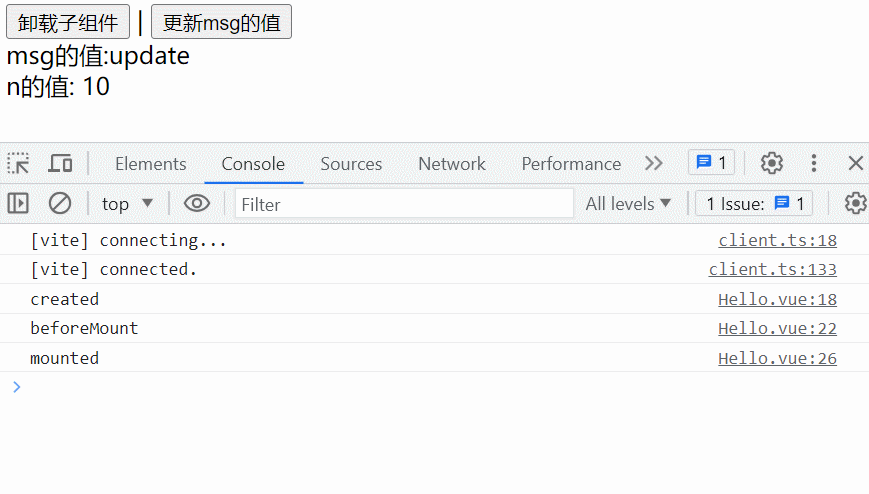 卸载子组件 | 更新msg的值
msg的值:update
n的值: 10
Elements Console Sources Network Performance 1
top Filter All levels 1 Issue: 1
[vite] connecting... client.ts:18
[vite] connected. client.ts:133
created Hello.vue:18
beforeMount Hello.vue:22
mounted Hello.vue:26